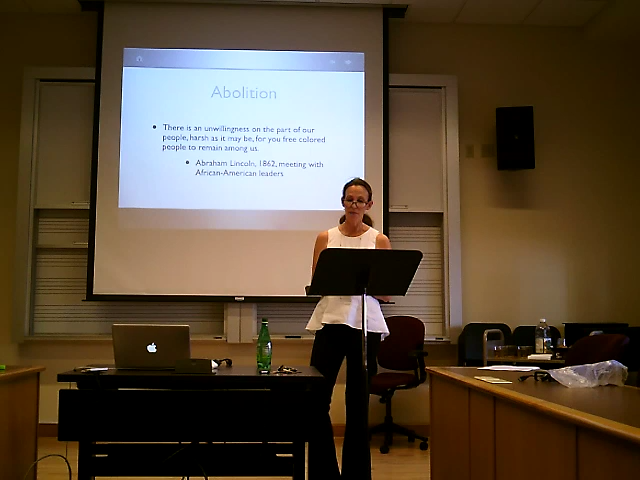 Abolition
• There is an unwillingness on the part of our
people, harsh as it may be, for you free colored
people to remain among us.
• Abraham Lincoln, 1862, meeting with
African-American leaders